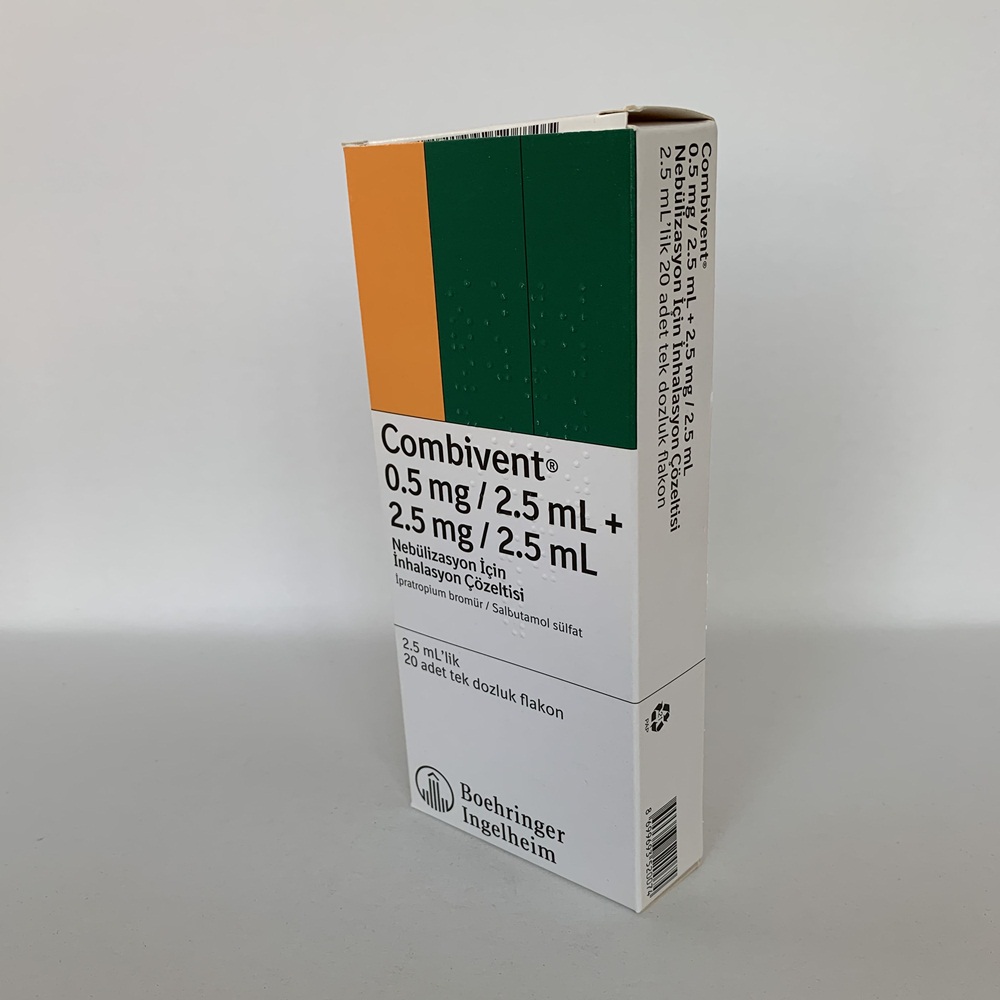 Combivent®
0.5 mg / 2.5 mL +
2.5 mg / 2.5 mL
Nebülizasyon İçin
İnhalasyon Çözeltisi
İpratropium bromür / Salbutamol sülfat
2.5 mL'lik
20 adet tek dozluk flakon
Boehringer
Ingelheim
Combivent®
0.5 mg / 2.5 mL + 2.5 mg / 2.5 mL
Nebülizasyon İçin İnhalasyon Çözeltisi
2.5 mL'lik 20 adet tek dozluk flakon
21
PAP